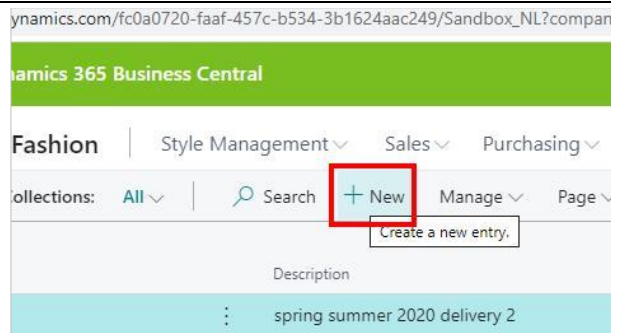 ynamics.com/fc0a0720-faaf-457c-b534-3b1624aac249/Sandbox_NL?compan
namics 365 Business Central
Fashion Style Management Sales Purchasing
ollections: All Search + New Manage Page
Create a new entry.
Description
spring summer 2020 delivery 2